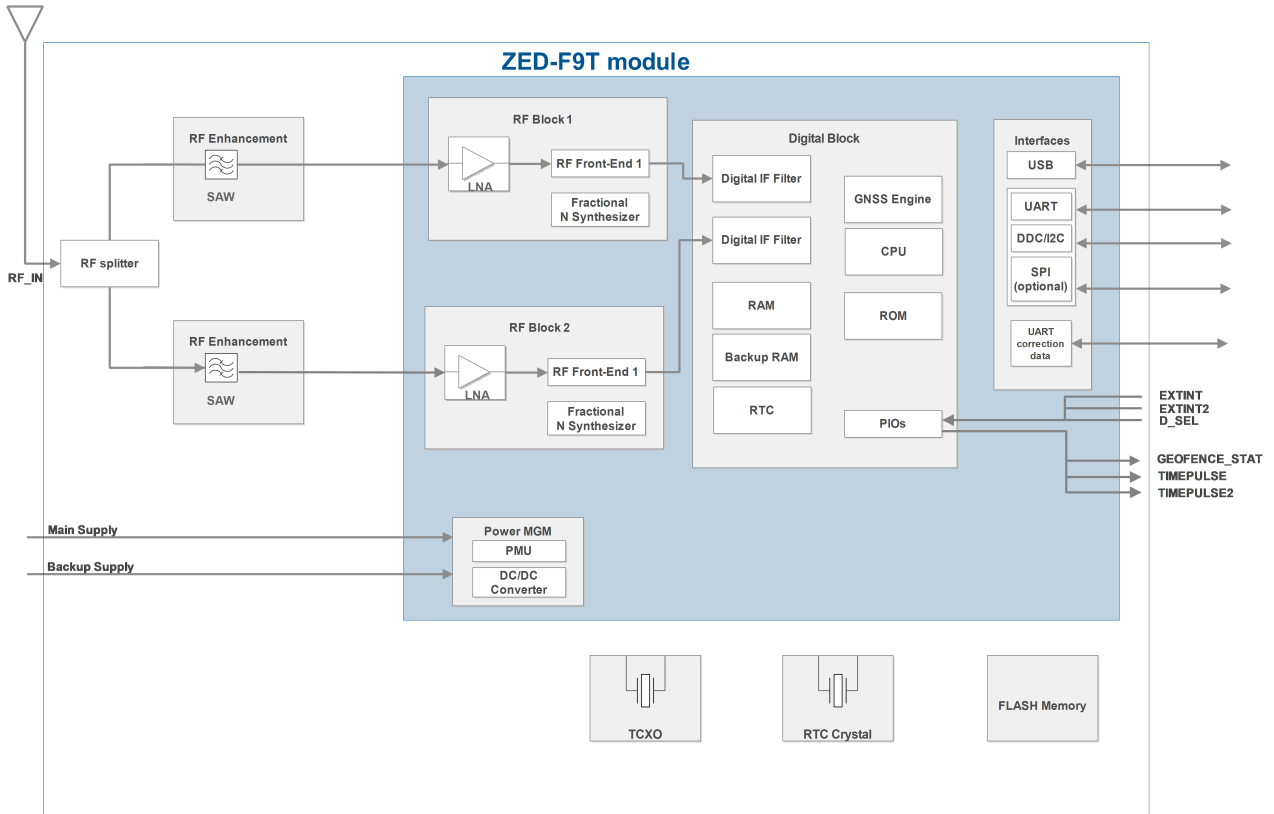 ZED-F9T module
RF_IN
RF splitter
RF Enhancement
SAW
RF Enhancement
SAW
RF Block 1
LNA
RF Front-End 1
Fractional
N Synthesizer
RF Block 2
LNA
RF Front-End 1
Fractional
N Synthesizer
Digital Block
Digital IF Filter
Digital IF Filter
RAM
Backup RAM
RTC
GNSS Engine
CPU
ROM
PIOs
Interfaces
USB
UART
DDC/I2C
SPI
(optional)
UART
correction
data
EXTINT
EXTINT2
D_SEL
GEOFENCE_STAT
TIMEPULSE
TIMEPULSE2
Main Supply
Backup Supply
Power MGM
PMU
DC/DC
Converter
TCXO
RTC Crystal
FLASH Memory